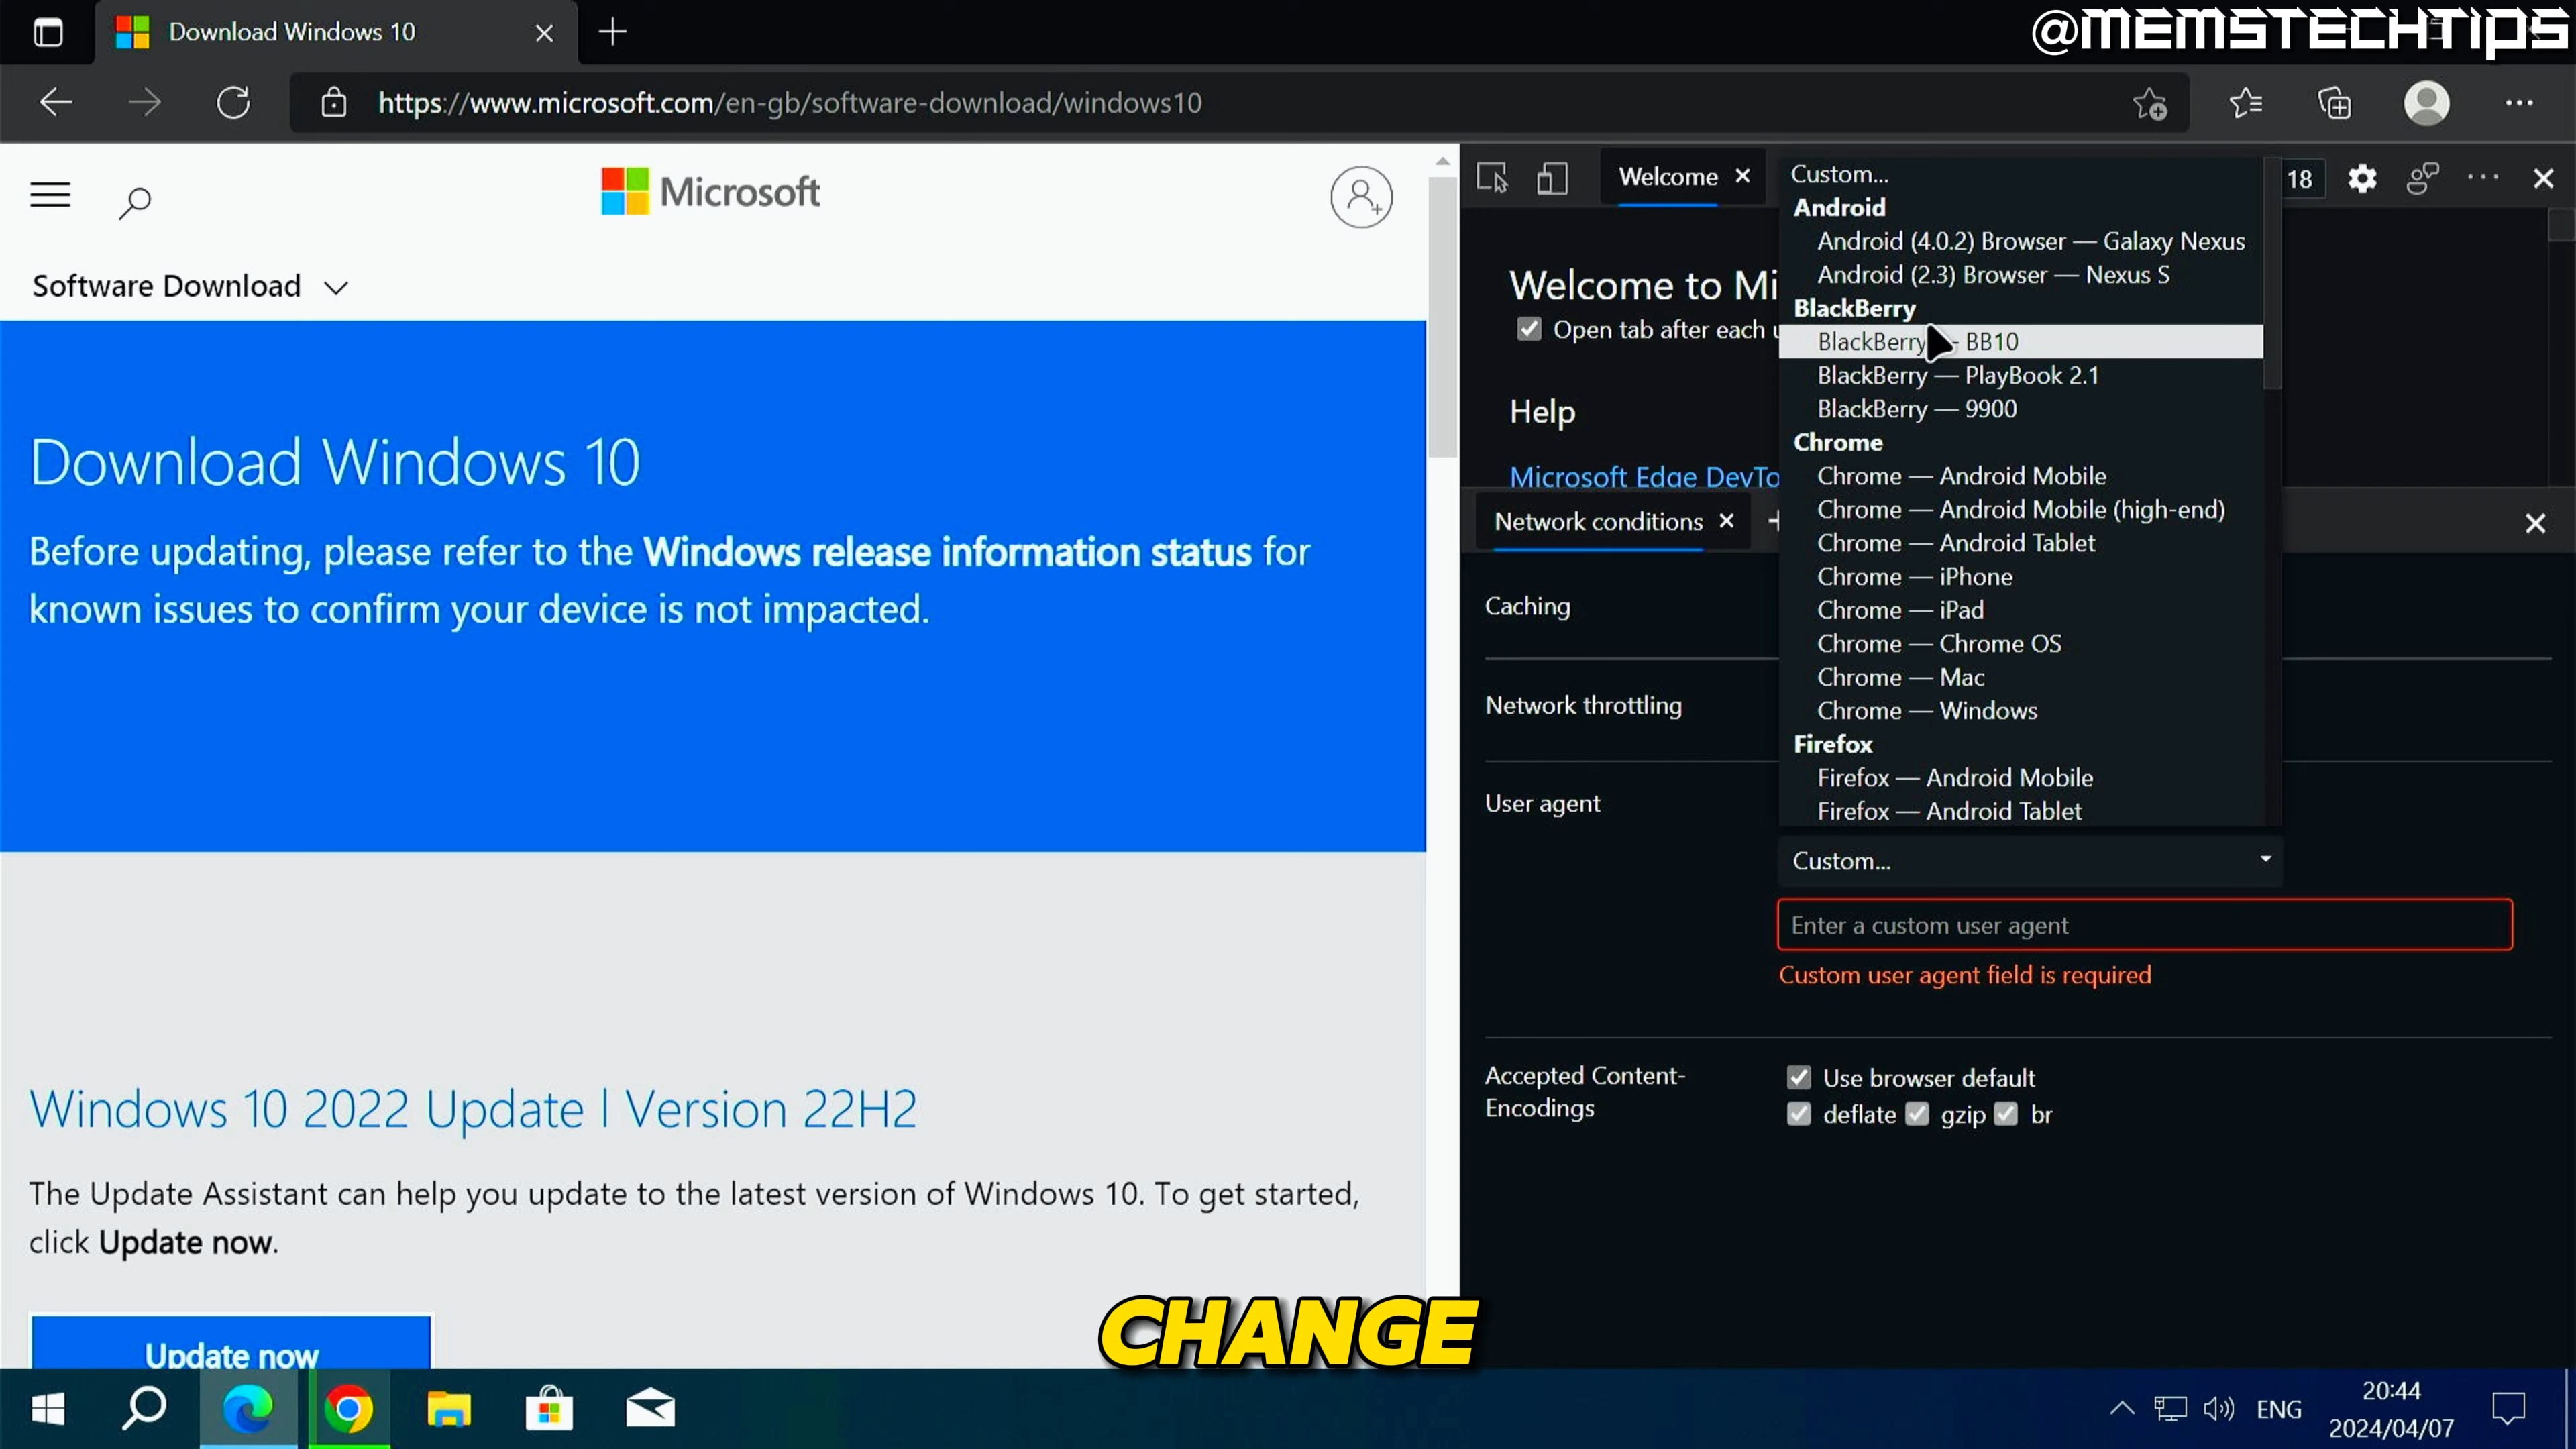 Download Windows 10
@MEMSTECHTIPS
https://www.microsoft.com/en-gb/software-download/windows10
Microsoft
Software Download
Download Windows 10
Before updating, please refer to the Windows release information status for
known issues to confirm your device is not impacted.
Windows 10 2022 Update | Version 22H2
The Update Assistant can help you update to the latest version of Windows 10. To get started,
click Update now.
Update now
Welcome
18
Welcome to Mi
Open tab after each u
Help
Microsoft Edge DevTo
Custom...
Android
Android (4.0.2) Browser — Galaxy Nexus
Android (2.3) Browser — Nexus S
BlackBerry
BlackBerry — BB10
BlackBerry — PlayBook 2.1
BlackBerry — 9900
Chrome
Chrome — Android Mobile
Chrome — Android Mobile (high-end)
Chrome — Android Tablet
Chrome — iPhone
Chrome — iPad
Chrome — Chrome OS
Chrome — Mac
Chrome — Windows
Firefox
Firefox — Android Mobile
Firefox — Android Tablet
Network conditions
Caching
Network throttling
User agent
Custom...
Enter a custom user agent
Custom user agent field is required
Accepted Content-
Encodings
Use browser default
deflate gzip br
CHANGE
ENG
20:44
2024/04/07